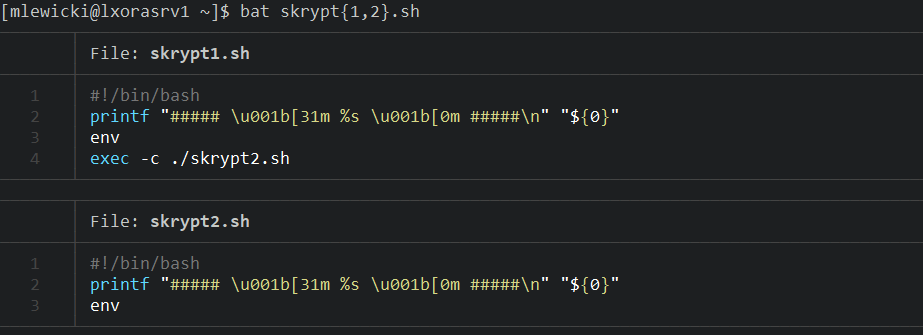 [mlewicki@lxorasrv1 ~]$ bat skrypt{1,2}.sh
File: skrypt1.sh
1 #!/bin/bash
2 printf "##### \u001b[31m %s \u001b[0m #####\n" "${0}"
3 env
4 exec -c ./skrypt2.sh
File: skrypt2.sh
1 #!/bin/bash
2 printf "##### \u001b[31m %s \u001b[0m #####\n" "${0}"
3 env